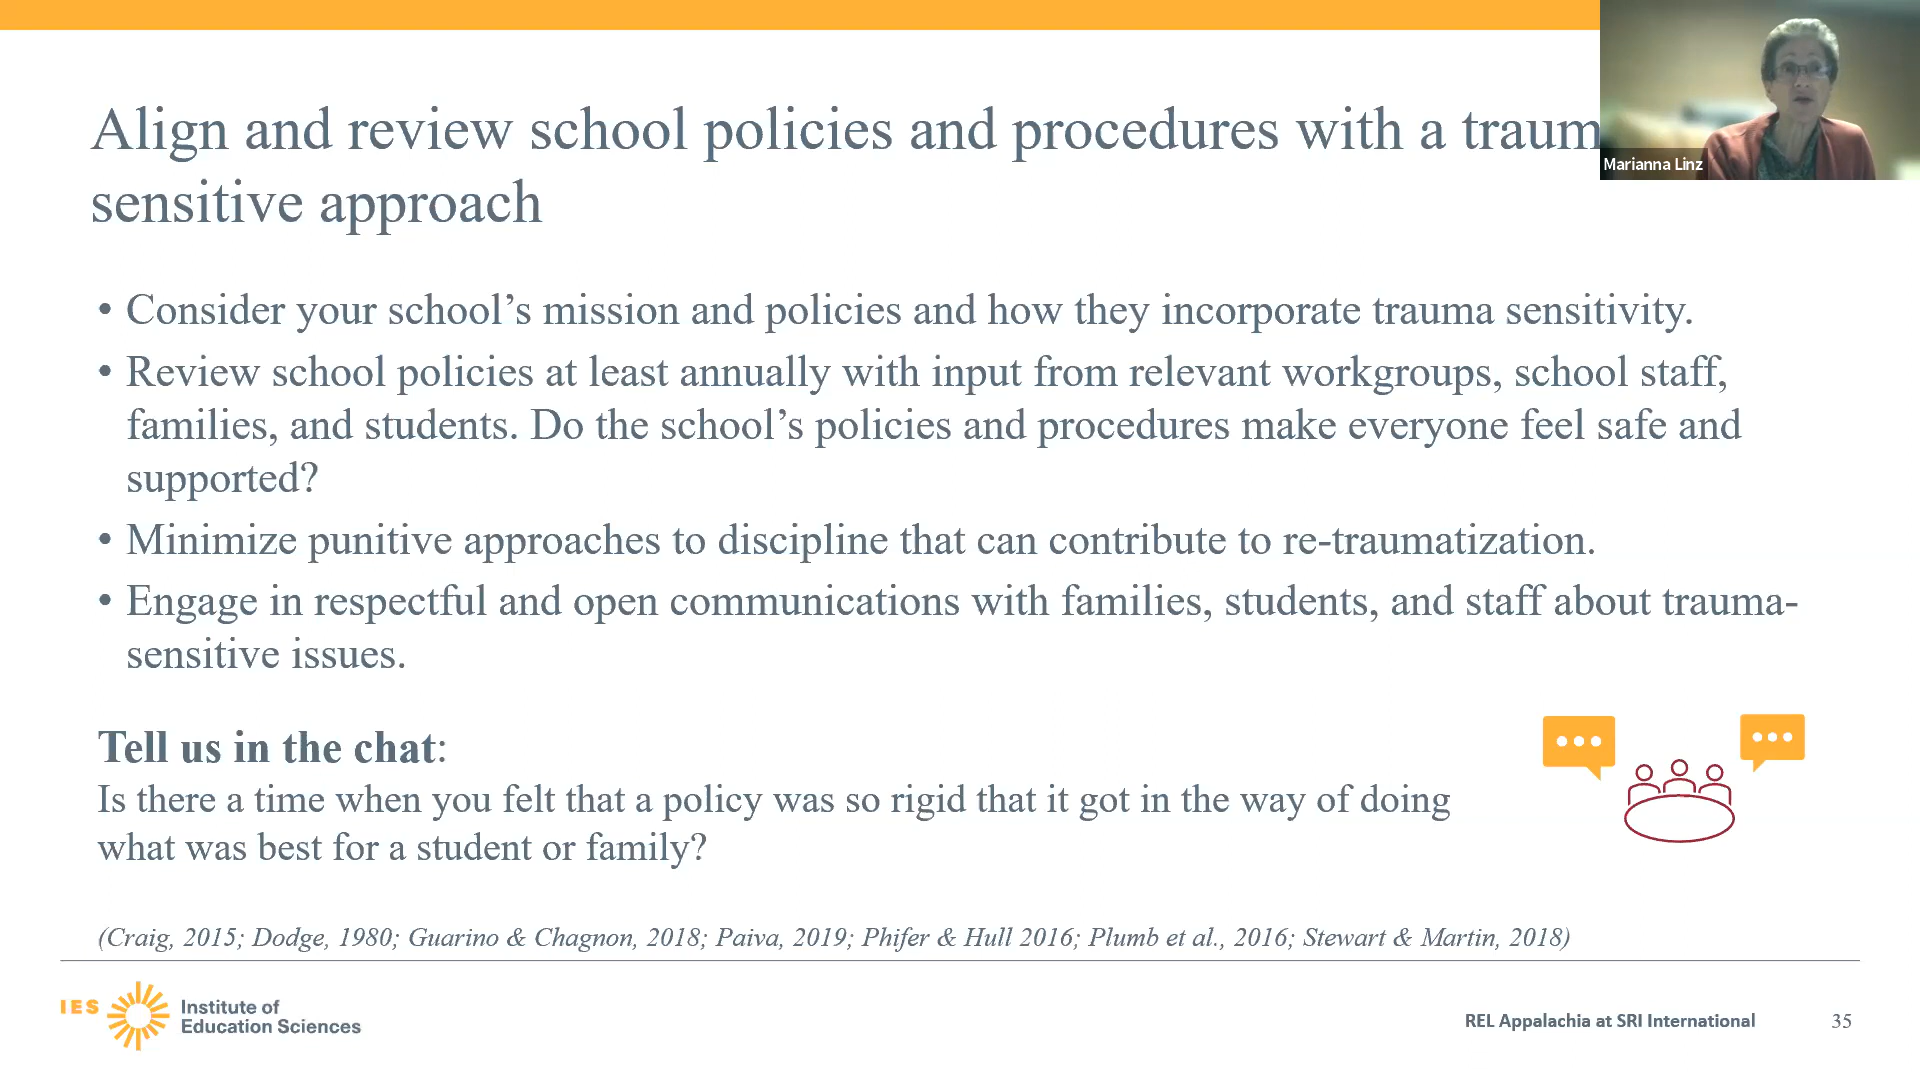 Align and review school policies and procedures with a traum
sensitive approach
Marianna Linz
• Consider your school’s mission and policies and how they incorporate trauma sensitivity.
• Review school policies at least annually with input from relevant workgroups, school staff,
families, and students. Do the school’s policies and procedures make everyone feel safe and
supported?
• Minimize punitive approaches to discipline that can contribute to re-traumatization.
• Engage in respectful and open communications with families, students, and staff about trauma-
sensitive issues.
Tell us in the chat:
Is there a time when you felt that a policy was so rigid that it got in the way of doing
what was best for a student or family?
(Craig, 2015; Dodge, 1980; Guarino & Chagnon, 2018; Paiva, 2019; Phifer & Hull 2016; Plumb et al., 2016; Stewart & Martin, 2018)
IES
Institute of
Education Sciences
REL Appalachia at SRI International
35